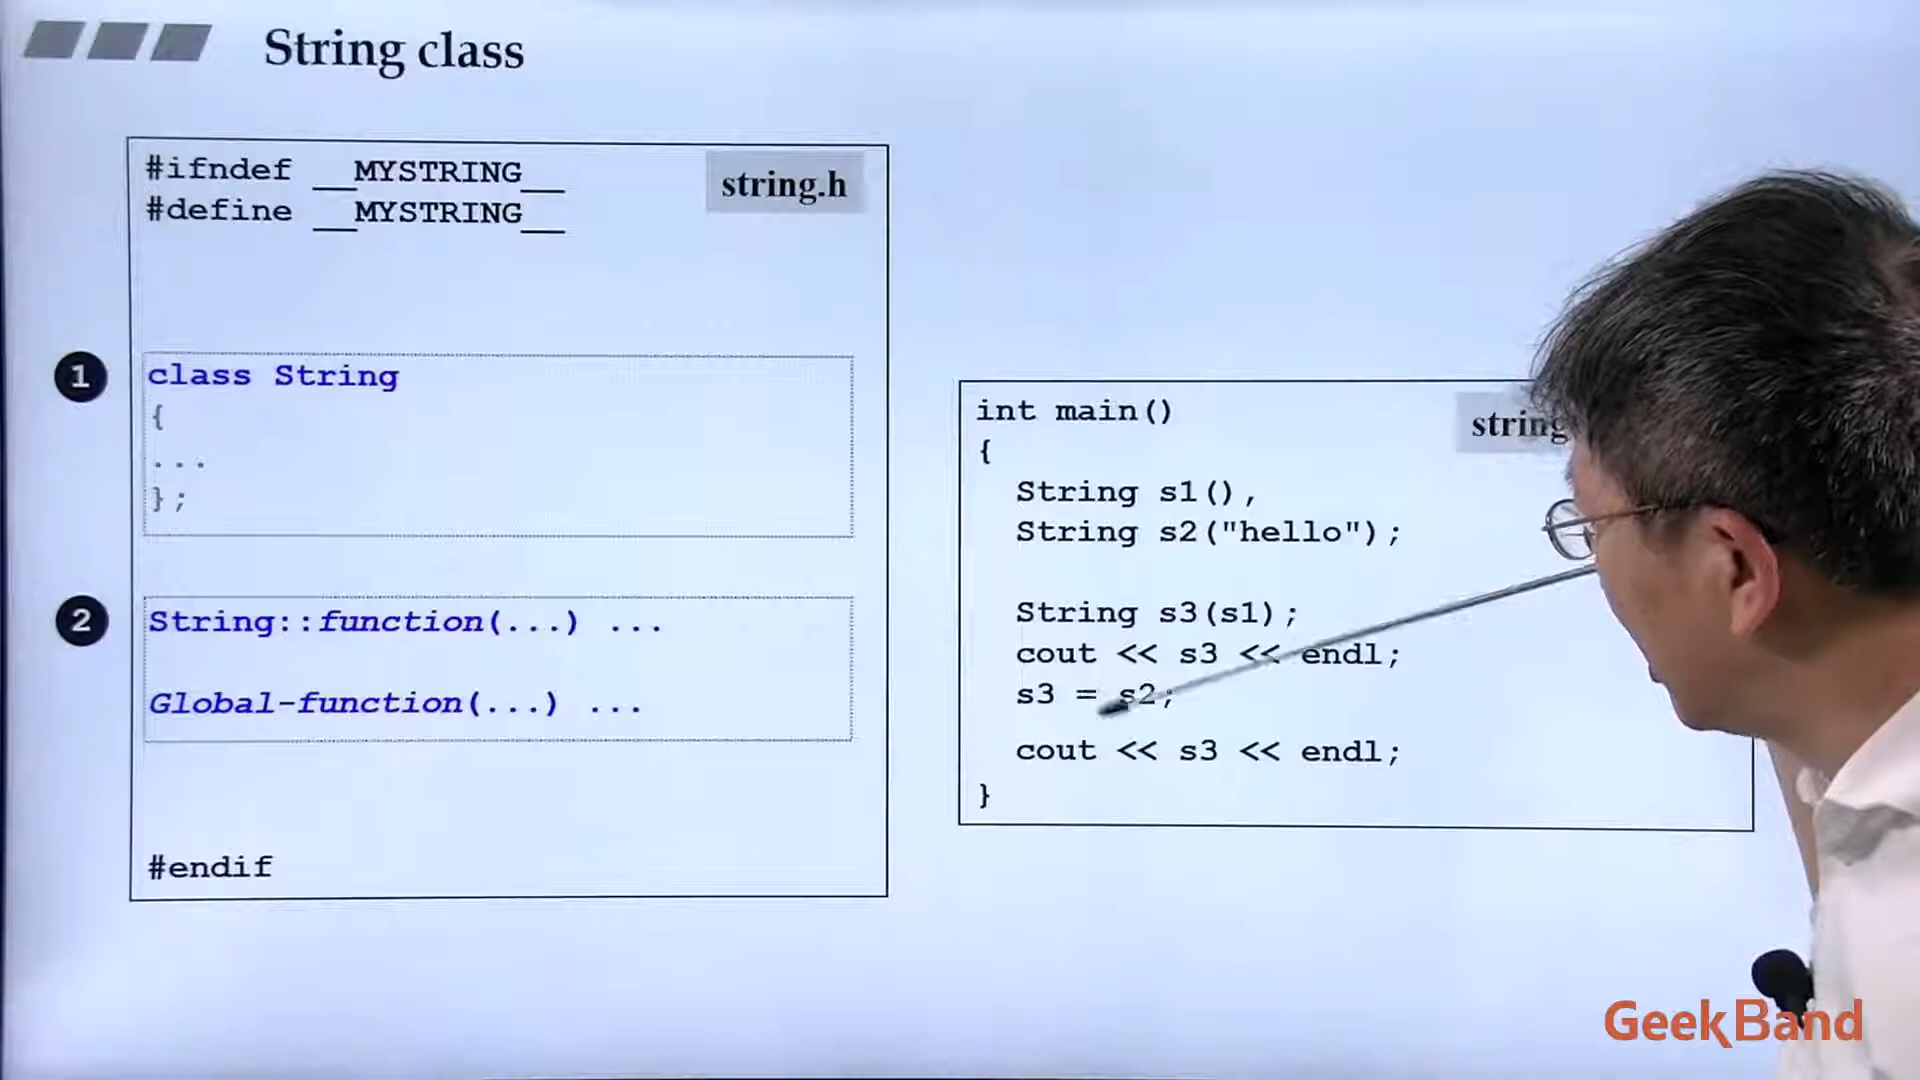 String class
#ifndef __MYSTRING__
#define __MYSTRING__
string.h
1
class String
{
...
};
2
String::function(...) ...
Global-function(...) ...
#endif
int main()
string
{
String s1(),
String s2("hello");
String s3(s1);
cout << s3 << endl;
s3 = s2;
cout << s3 << endl;
}
GeekBand